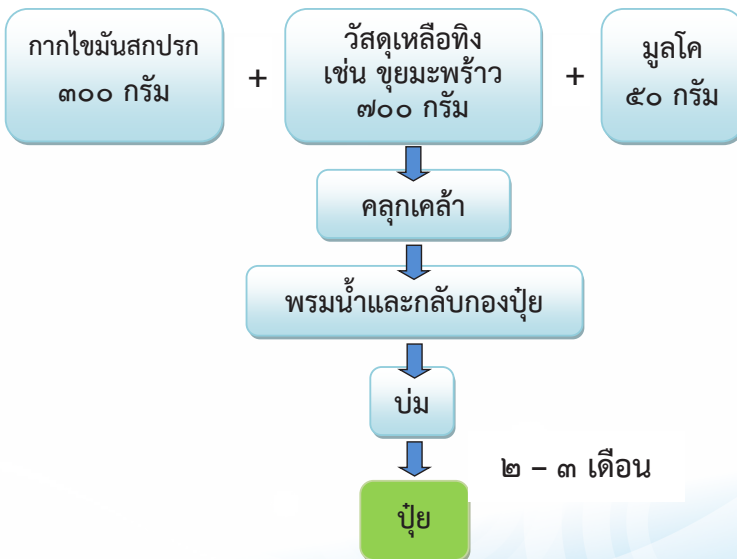 กากไขมันสกปรก
๓๐๐ กรัม
+
วัสดุเหลือทิ้ง
เช่น ขุยมะพร้าว
๗๐๐ กรัม
+
มูลโค
๕๐ กรัม
คลุกเคล้า
พรมน้ำและกลับกองปุ๋ย
บ่ม
๒ – ๓ เดือน
ปุ๋ย